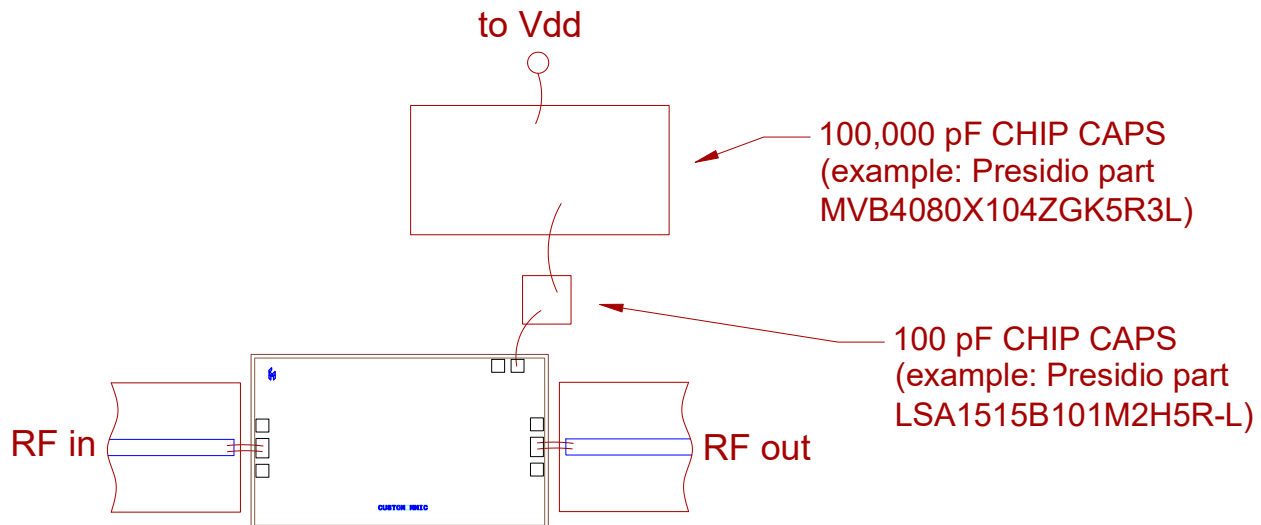 to Vdd
100,000 pF CHIP CAPS
(example: Presidio part
MVB4080X104ZGK5R3L)
100 pF CHIP CAPS
(example: Presidio part
LSA1515B101M2H5R-L)
RF in
RF out
CUSTOM MMIC